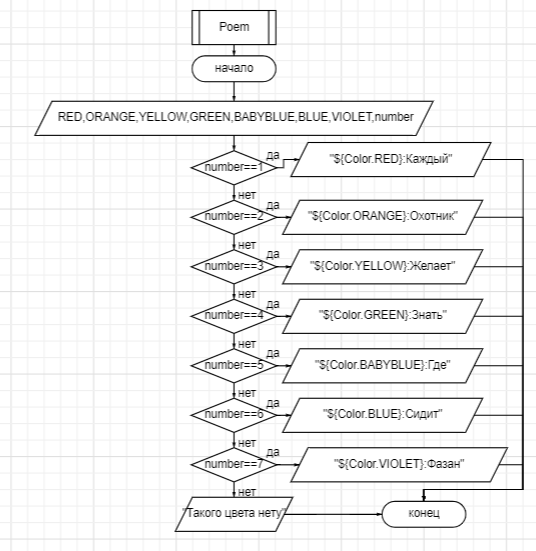 Poem
начало
RED,ORANGE,YELLOW,GREEN,BABYBLUE,BLUE,VIOLET,number
number==1
да
"${Color.RED}:Каждый"
нет
number==2
да
"${Color.ORANGE}:Охотник"
нет
number==3
да
"${Color.YELLOW}:Желает"
нет
number==4
да
"${Color.GREEN}:Знать"
нет
number==5
да
"${Color.BABYBLUE}:Где"
нет
number==6
да
"${Color.BLUE}:Сидит"
нет
number==7
да
"${Color.VIOLET}:Фазан"
нет
"Такого цвета нету"
конец